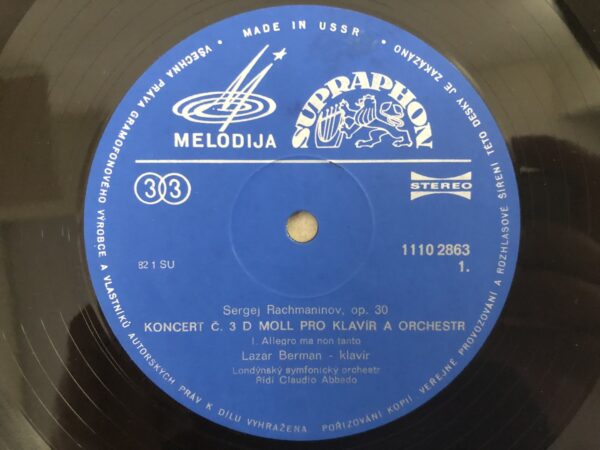 MADE IN USSR
• VŠECHNA PRÁVA GRAMOFONOVÉHO VÝROBCE A VLASTNÍKŮ AUTORSKÝCH PRÁV K DÍLU VYHRAŽENA. POŘIZOVÁNÍ KOPIÍ, VEŘEJNÉ PROVOZOVÁNÍ A ROZHLASOVÉ ŠÍŘENÍ TÉTO DESKY JE ZAKÁZÁNO •
MELODIJA
SUPRAPHON
33
STEREO
1110 2863
82 1 SU
1.
Sergej Rachmaninov, op. 30
KONCERT Č. 3 D MOLL PRO KLAVÍR A ORCHESTR
I. Allegro ma non tanto
Lazar Berman - klavír
Londýnský symfonický orchestr
Řídí Claudio Abbado